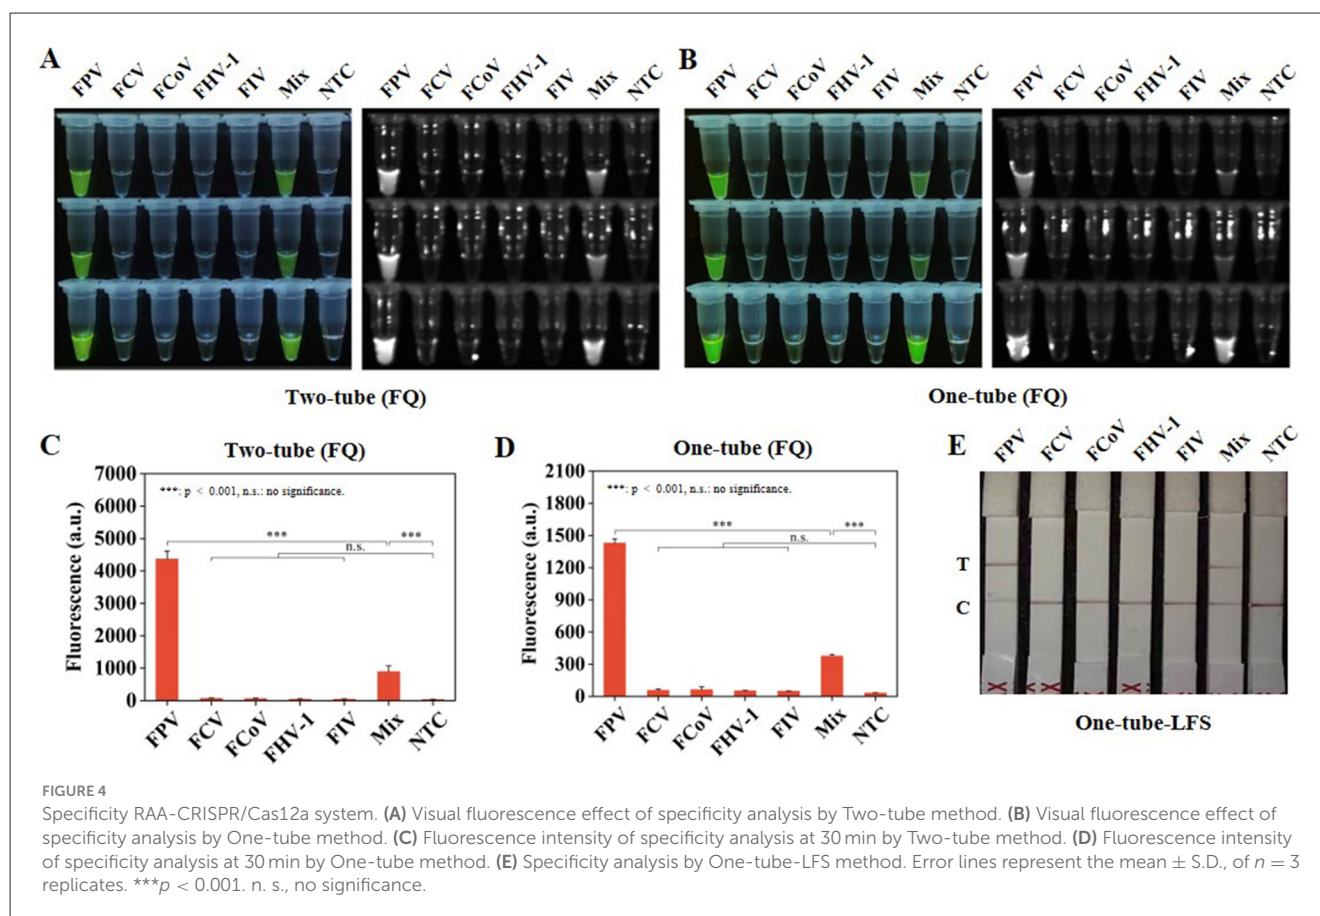 A
FPV FCV FCoV FHV-1 FIV Mix NTC
FPV FCV FCoV FHV-1 FIV Mix NTC
Two-tube (FQ)
B
FPV FCV FCoV FHV-1 FIV Mix NTC
FPV FCV FCoV FHV-1 FIV Mix NTC
One-tube (FQ)
C
Two-tube (FQ)
***: p < 0.001, n.s.: no significance.
Fluorescence (a.u.)
7000
6000
5000
4000
3000
2000
1000
0
***
***
n.s.
FPV FCV FCoV FHV-1 FIV Mix NTC
D
One-tube (FQ)
***: p < 0.001, n.s.: no significance.
Fluorescence (a.u.)
2100
1800
1500
1200
900
600
300
0
***
***
n.s.
FPV FCV FCoV FHV-1 FIV Mix NTC
E
FPV FCV FCoV FHV-1 FIV Mix NTC
T
C
One-tube-LFS
FIGURE 4
Specificity RAA-CRISPR/Cas12a system. (A) Visual fluorescence effect of specificity analysis by Two-tube method. (B) Visual fluorescence effect of
specificity analysis by One-tube method. (C) Fluorescence intensity of specificity analysis at 30 min by Two-tube method. (D) Fluorescence intensity
of specificity analysis at 30 min by One-tube method. (E) Specificity analysis by One-tube-LFS method. Error lines represent the mean ± S.D., of n = 3
replicates. ***p < 0.001. n. s., no significance.